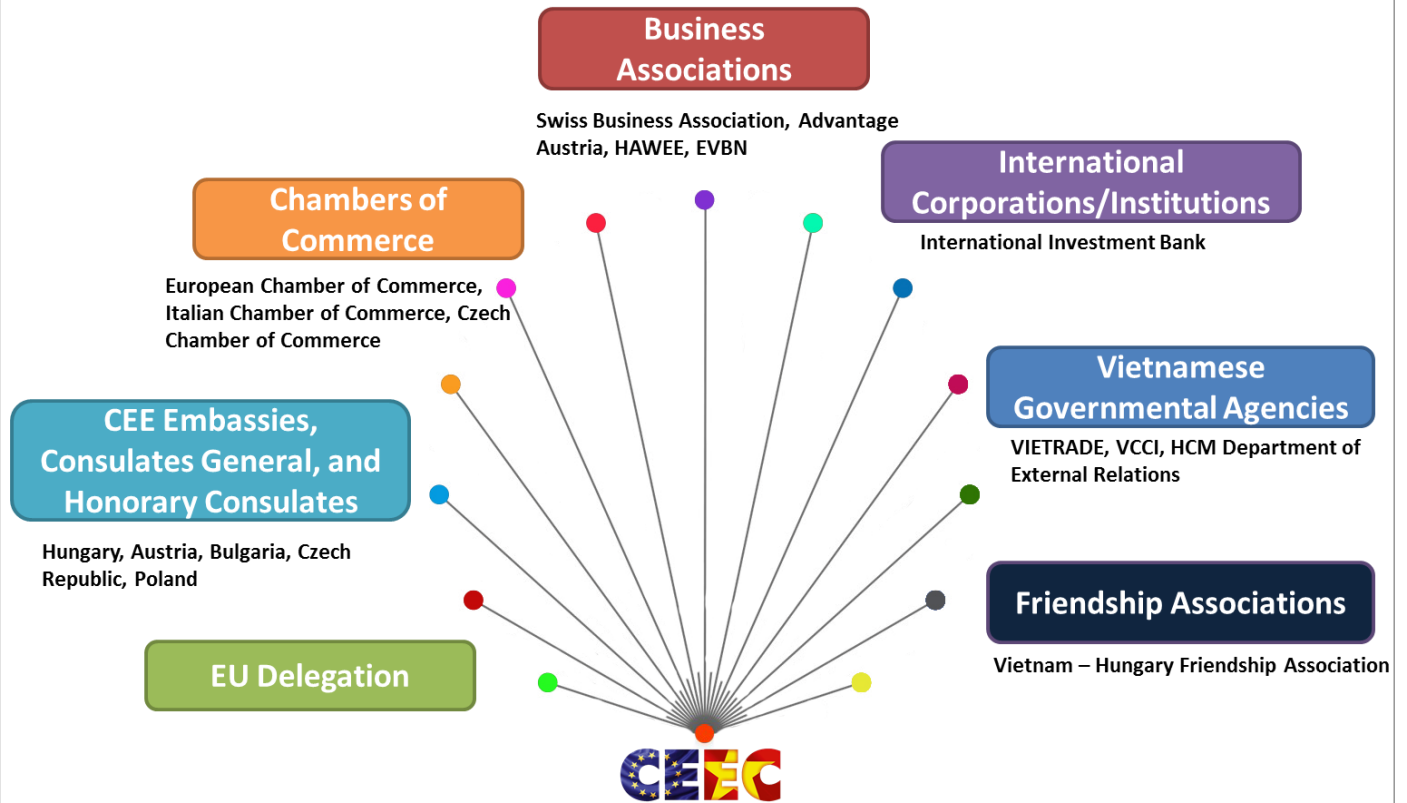 Business
Associations
Swiss Business Association, Advantage
Austria, HAWEE, EVBN
International
Corporations/Institutions
International Investment Bank
Chambers of
Commerce
European Chamber of Commerce,
Italian Chamber of Commerce, Czech
Chamber of Commerce
Vietnamese
Governmental Agencies
VIETRADE, VCCI, HCM Department of
External Relations
CEE Embassies,
Consulates General, and
Honorary Consulates
Hungary, Austria, Bulgaria, Czech
Republic, Poland
Friendship Associations
Vietnam – Hungary Friendship Association
EU Delegation
CEEC